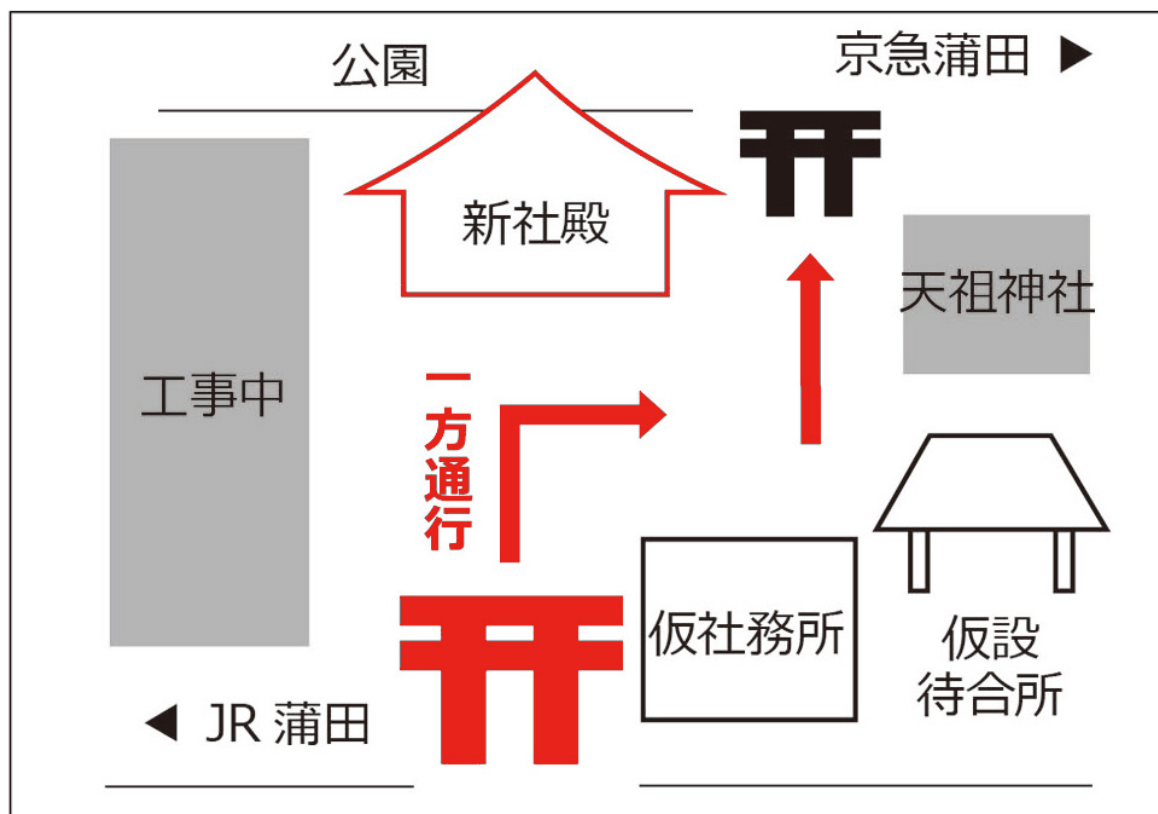 公園
京急蒲田 ▶
新社殿
天祖神社
工事中
一方通行
仮社務所
仮設
待合所
◀ JR 蒲田